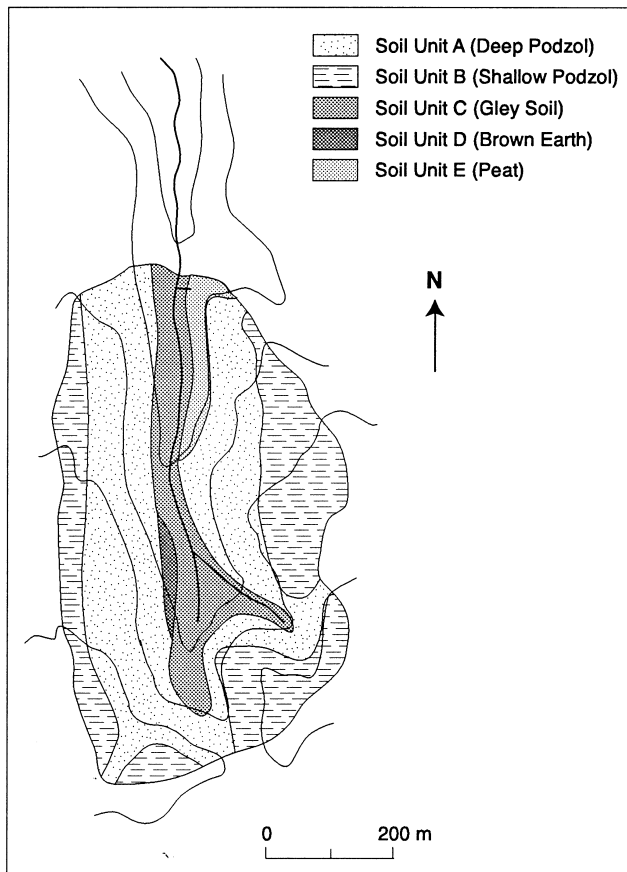 Soil Unit A (Deep Podzol)
Soil Unit B (Shallow Podzol)
Soil Unit C (Gley Soil)
Soil Unit D (Brown Earth)
Soil Unit E (Peat)
N
0 200 m